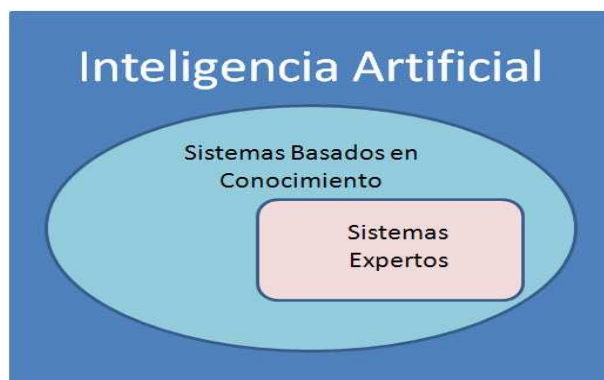 Inteligencia Artificial
Sistemas Basados en
Conocimiento
Sistemas
Expertos